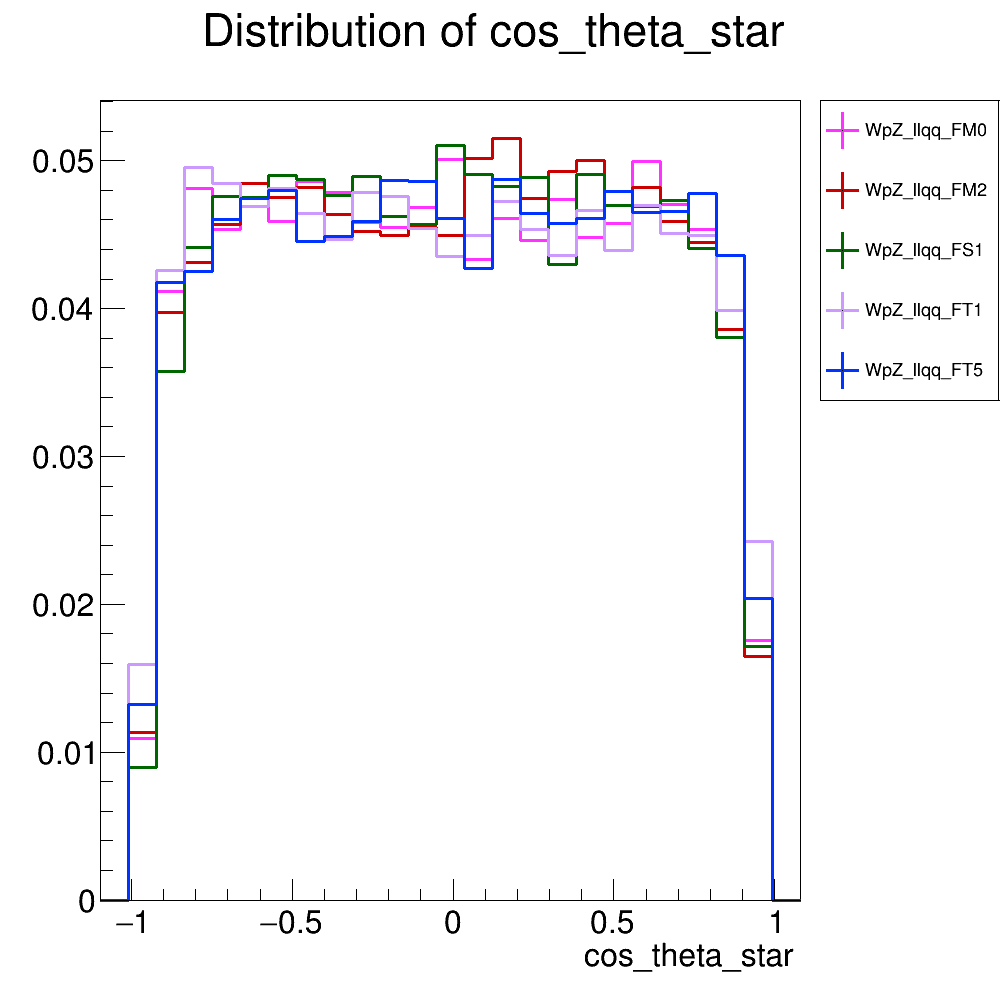 Distribution of cos_theta_star
WpZ_llqq_FM0
WpZ_llqq_FM2
WpZ_llqq_FS1
WpZ_llqq_FT1
WpZ_llqq_FT5
0.05
0.04
0.03
0.02
0.01
0
−1
−0.5
0
0.5
1
cos_theta_star